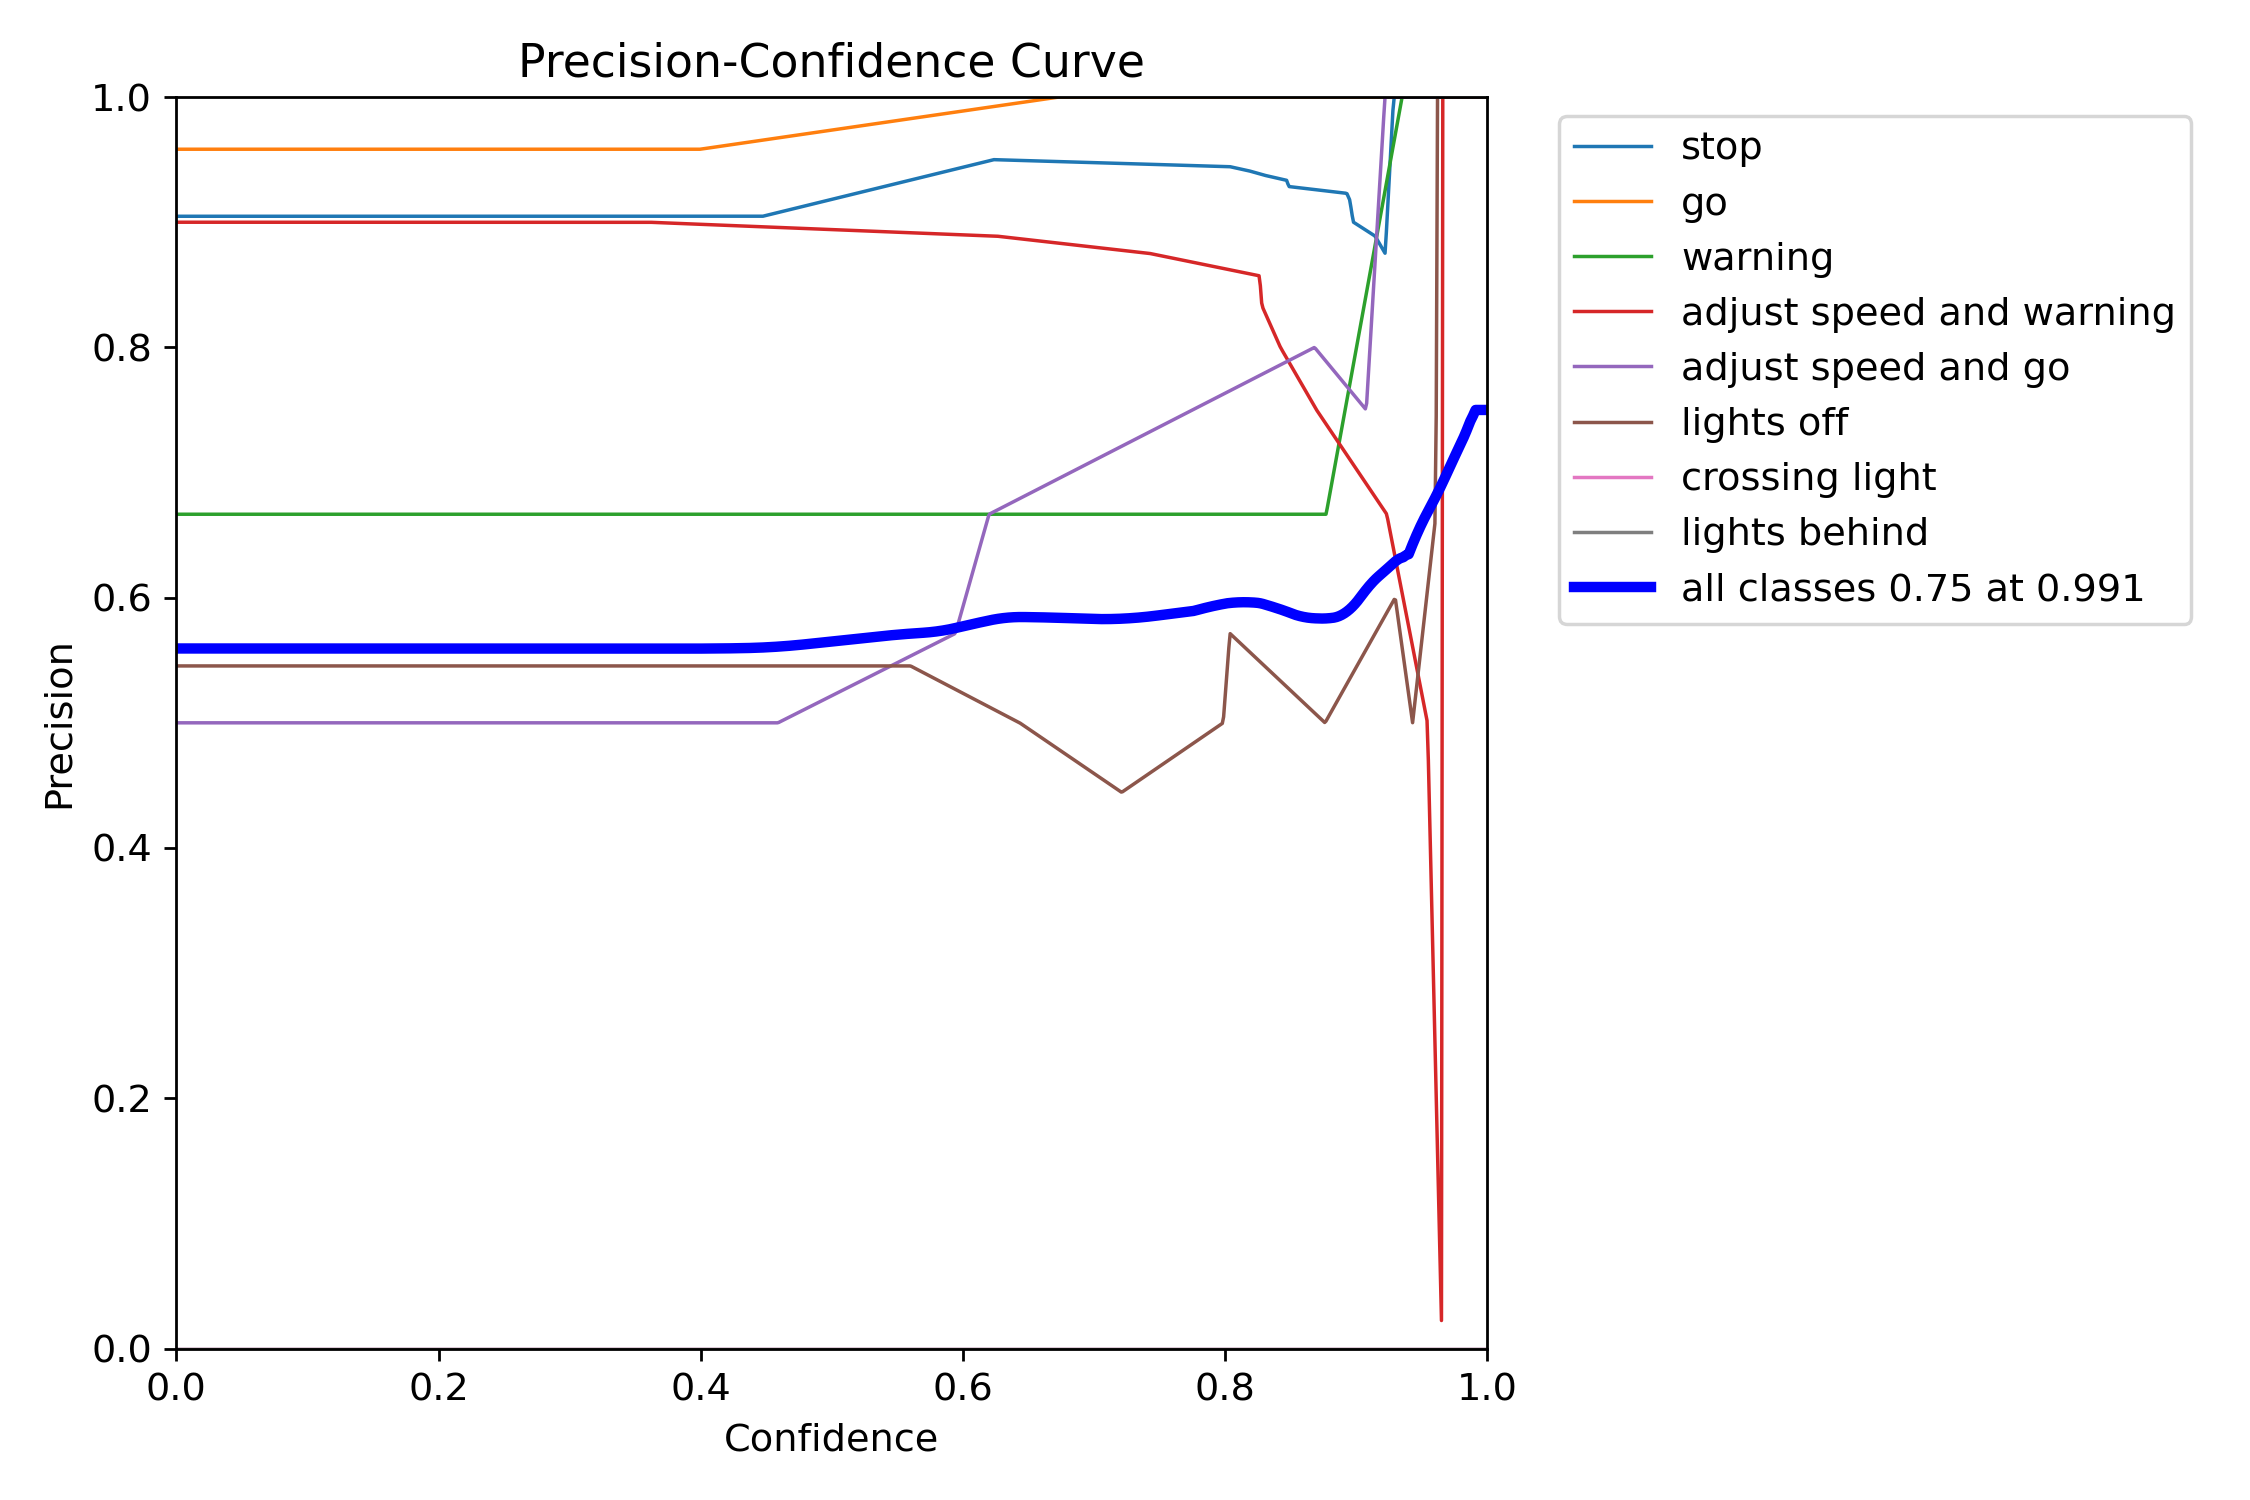 Precision-Confidence Curve
1.0
0.8
0.6
0.4
0.2
0.0
Precision
0.0 0.2 0.4 0.6 0.8 1.0
Confidence
stop
go
warning
adjust speed and warning
adjust speed and go
lights off
crossing light
lights behind
all classes 0.75 at 0.991